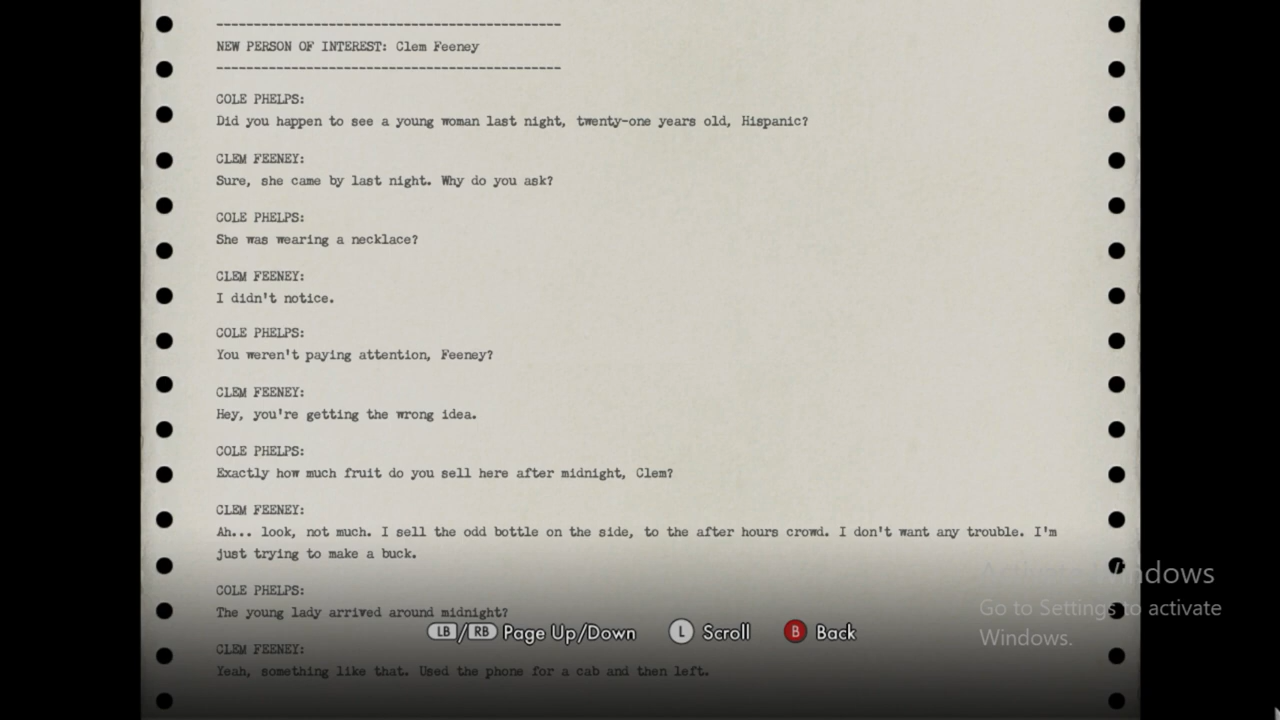 ---------------------------------------------
NEW PERSON OF INTEREST: Clem Feeney
---------------------------------------------
COLE PHELPS:
Did you happen to see a young woman last night, twenty-one years old, Hispanic?
CLEM FEENEY:
Sure, she came by last night. Why do you ask?
COLE PHELPS:
She was wearing a necklace?
CLEM FEENEY:
I didn't notice.
COLE PHELPS:
You weren't paying attention, Feeney?
CLEM FEENEY:
Hey, you're getting the wrong idea.
COLE PHELPS:
Exactly how much fruit do you sell here after midnight, Clem?
CLEM FEENEY:
Ah... look, not much. I sell the odd bottle on the side, to the after hours crowd. I don't want any trouble. I'm
just trying to make a buck.
COLE PHELPS:
The young lady arrived around midnight?
CLEM FEENEY:
Yeah, something like that. Used the phone for a cab and then left.
LB/RB Page Up/Down L Scroll B Back
Activate Windows
Go to Settings to activate
Windows.